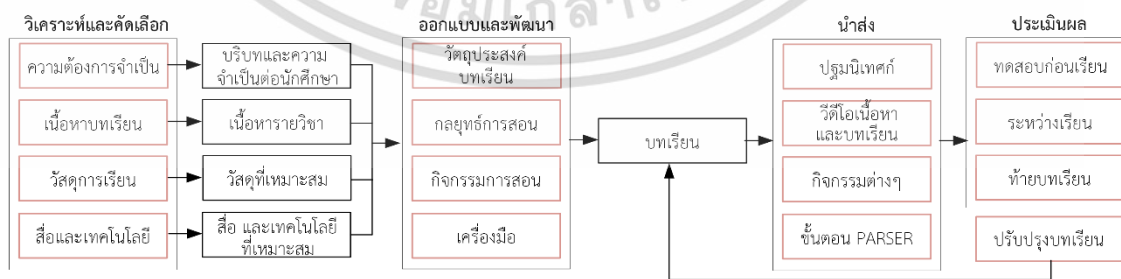 วิเคราะห์และคัดเลือก
ความต้องการจำเป็น
เนื้อหาบทเรียน
วัสดุการเรียน
สื่อและเทคโนโลยี
บริบทและความ
จำเป็นต่อนักศึกษา
เนื้อหารายวิชา
วัสดุที่เหมาะสม
สื่อ และเทคโนโลยี
ที่เหมาะสม
ออกแบบและพัฒนา
วัตถุประสงค์
บทเรียน
กลยุทธ์การสอน
กิจกรรมการสอน
เครื่องมือ
บทเรียน
นำส่ง
ปฐมนิเทศก์
วีดีโอเนื้อหา
และบทเรียน
กิจกรรมต่างๆ
ขั้นตอน PARSER
ประเมินผล
ทดสอบก่อนเรียน
ระหว่างเรียน
ท้ายบทเรียน
ปรับปรุงบทเรียน